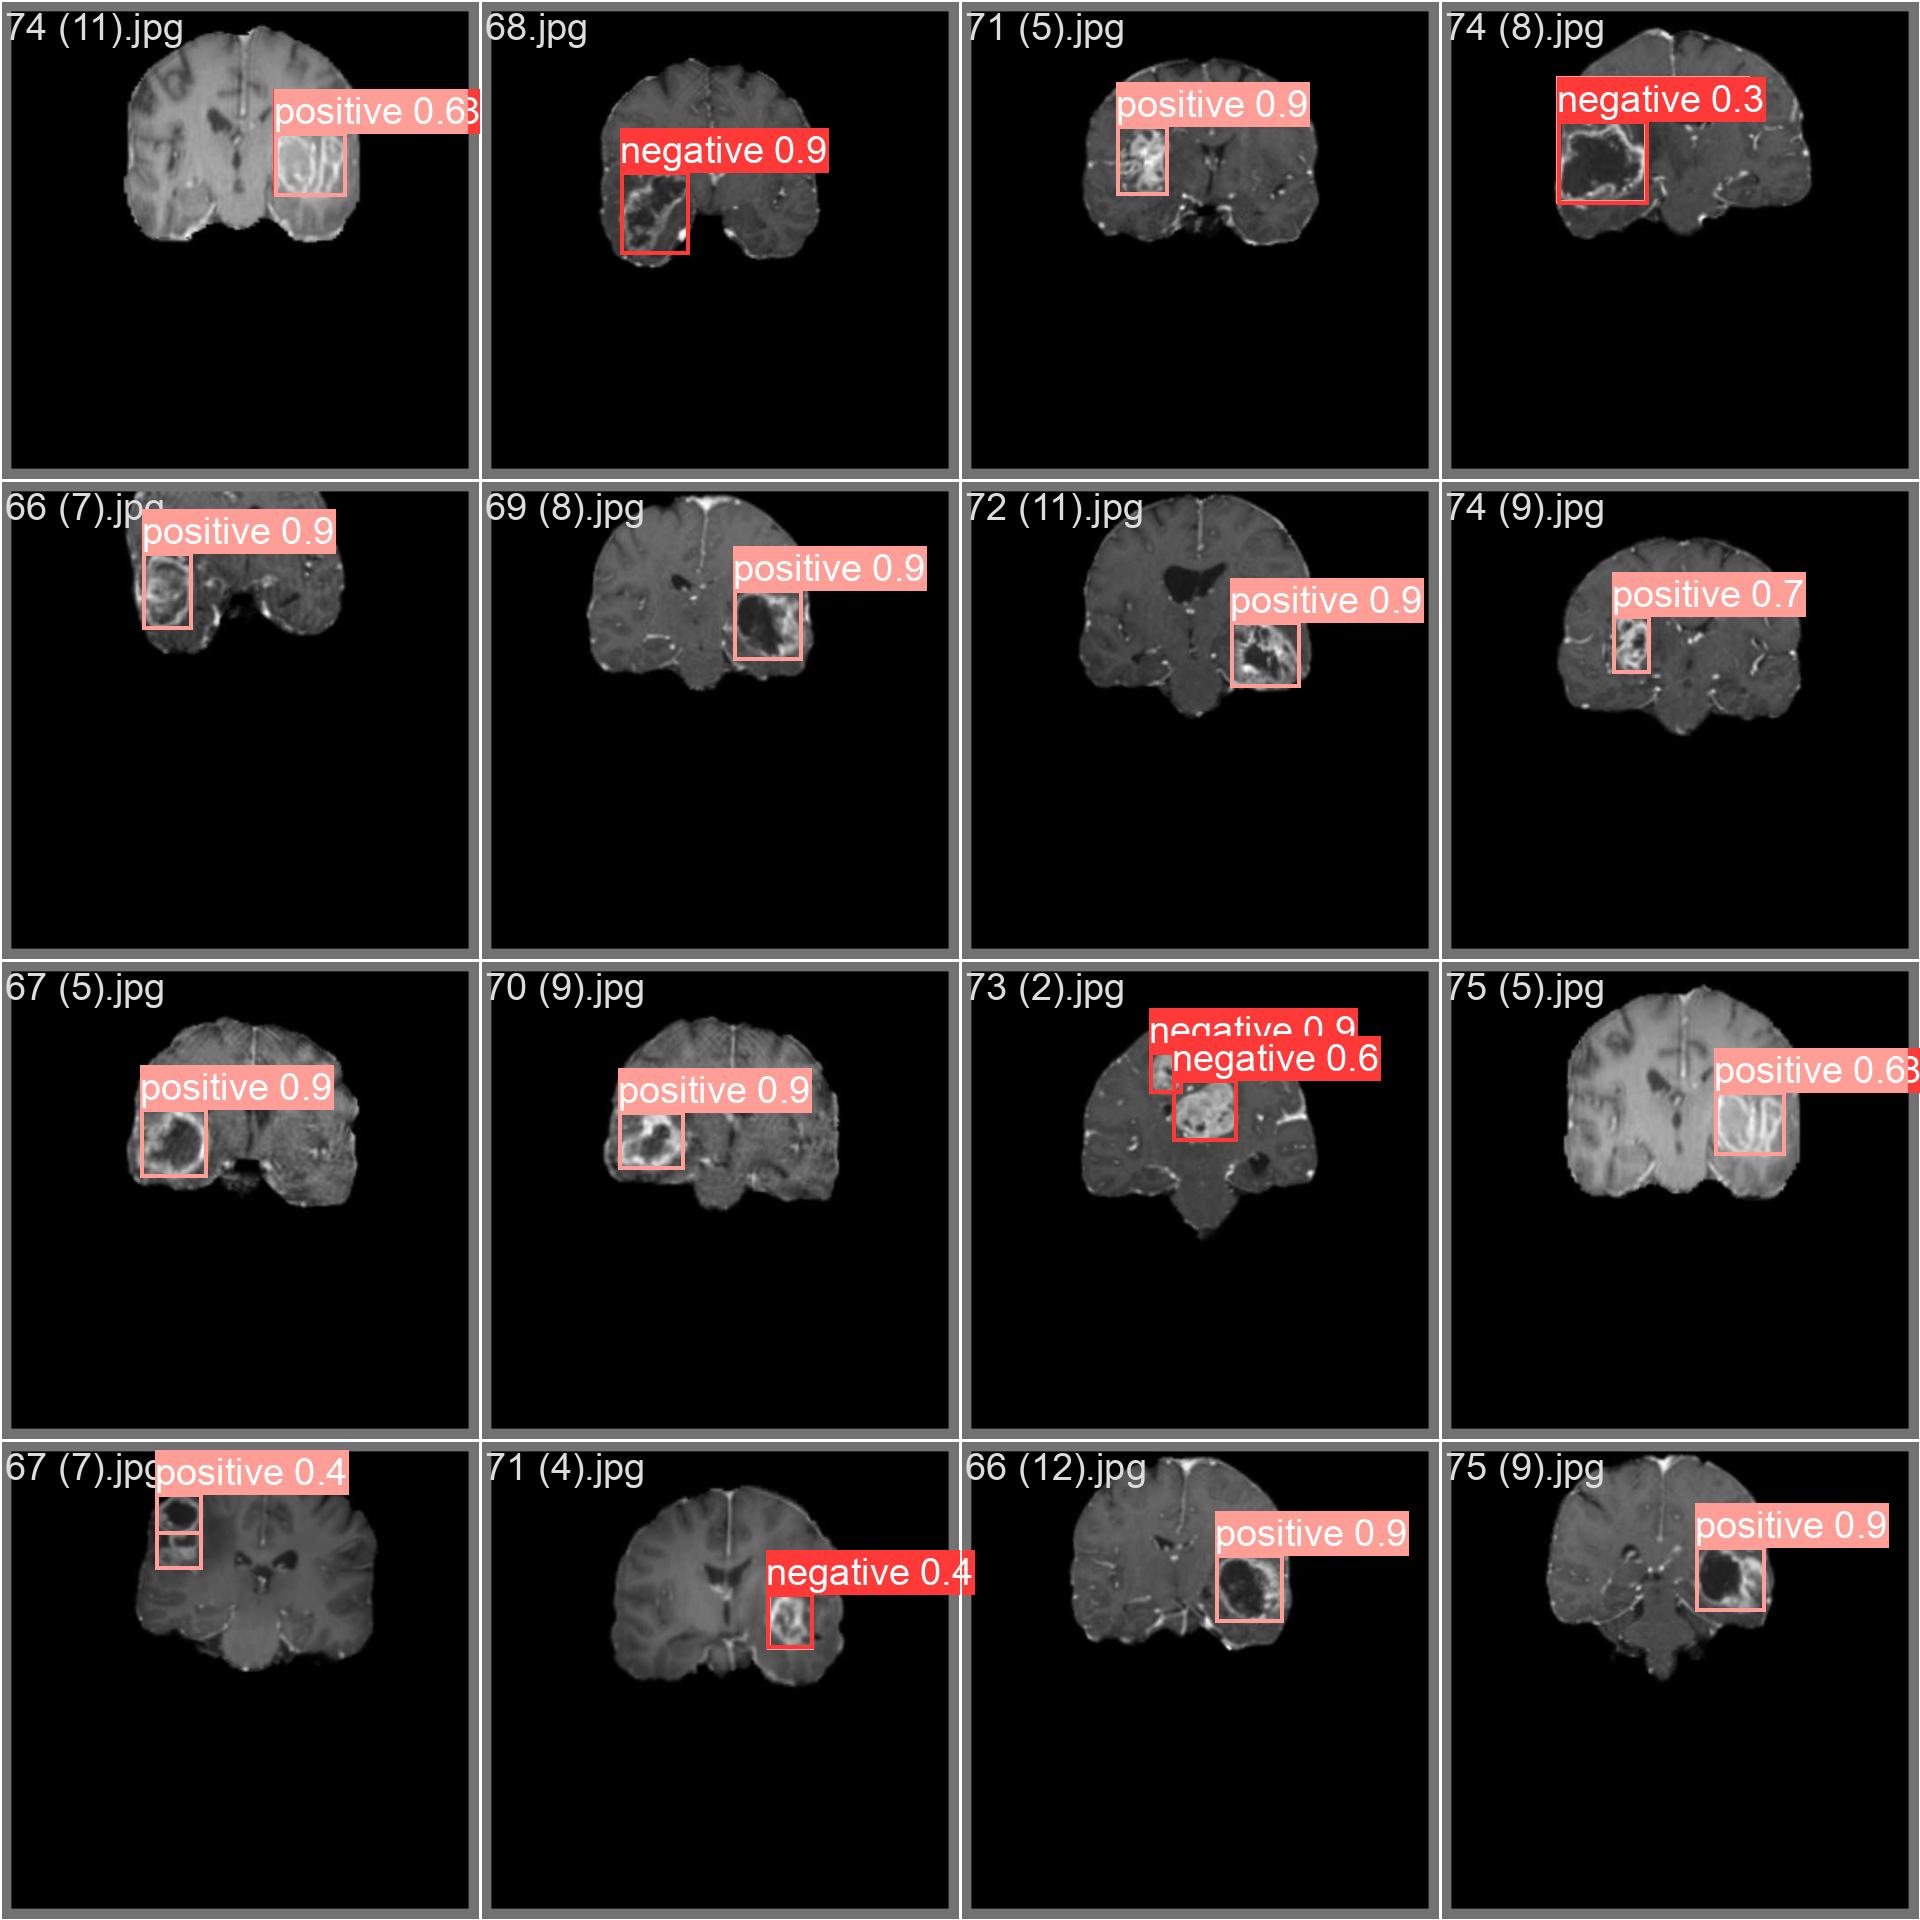 74 (11).jpg
positive 0.63
68.jpg
negative 0.9
71 (5).jpg
positive 0.9
74 (8).jpg
negative 0.3
66 (7).jpg
positive 0.9
69 (8).jpg
positive 0.9
72 (11).jpg
positive 0.9
74 (9).jpg
positive 0.7
67 (5).jpg
positive 0.9
70 (9).jpg
positive 0.9
73 (2).jpg
negative 0.9
negative 0.6
75 (5).jpg
positive 0.63
67 (7).jpg
positive 0.4
71 (4).jpg
negative 0.4
66 (12).jpg
positive 0.9
75 (9).jpg
positive 0.9